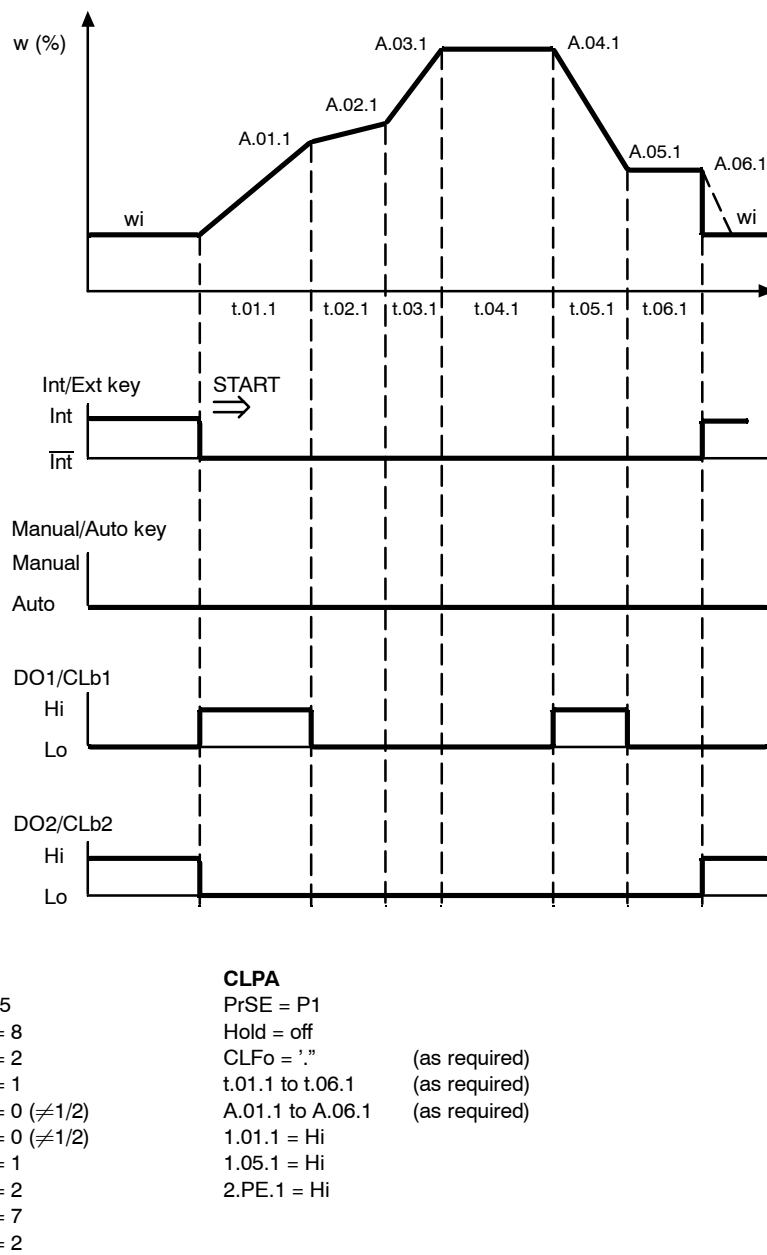 w (%)
A.03.1
A.04.1
A.02.1
A.01.1
A.05.1
A.06.1
wi
wi
t.01.1 t.02.1 t.03.1 t.04.1 t.05.1 t.06.1
Int/Ext key
START
Int
Int
Manual/Auto key
Manual
Auto
DO1/CLb1
Hi
Lo
DO2/CLb2
Hi
Lo
CLPA
5 PrSE = P1
= 8 Hold = off
= 2 CLFo = '.” (as required)
= 1 t.01.1 to t.06.1 (as required)
= 0 (≠1/2) A.01.1 to A.06.1 (as required)
= 0 (≠1/2) 1.01.1 = Hi
= 1 1.05.1 = Hi
= 2 2.PE.1 = Hi
= 7
= 2